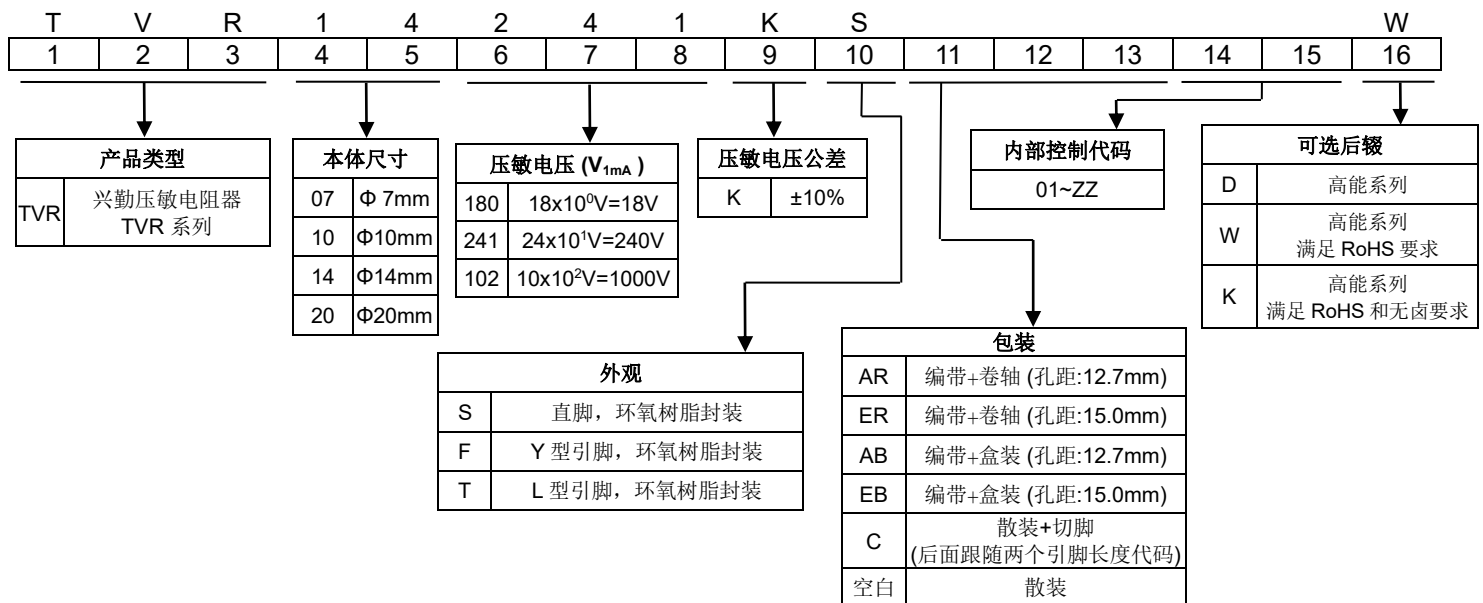 T V R 1 4 2 4 1 K S W
1 2 3 4 5 6 7 8 9 10 11 12 13 14 15 16
产品类型
TVR 兴勤压敏电阻器
TVR 系列
本体尺寸
07 Φ 7mm
10 Φ10mm
14 Φ14mm
20 Φ20mm
压敏电压 (V1mA )
180 18x10⁰V=18V
241 24x10¹V=240V
102 10x10²V=1000V
压敏电压公差
K ±10%
内部控制代码
01~ZZ
可选后辍
D 高能系列
W 高能系列
满足 RoHS 要求
K 高能系列
满足 RoHS 和无卤要求
外观
S 直脚，环氧树脂封装
F Y 型引脚，环氧树脂封装
T L 型引脚，环氧树脂封装
包装
AR 编带+卷轴 (孔距:12.7mm)
ER 编带+卷轴 (孔距:15.0mm)
AB 编带+盒装 (孔距:12.7mm)
EB 编带+盒装 (孔距:15.0mm)
C 散装+切脚
(后面跟随两个引脚长度代码)
空白 散装